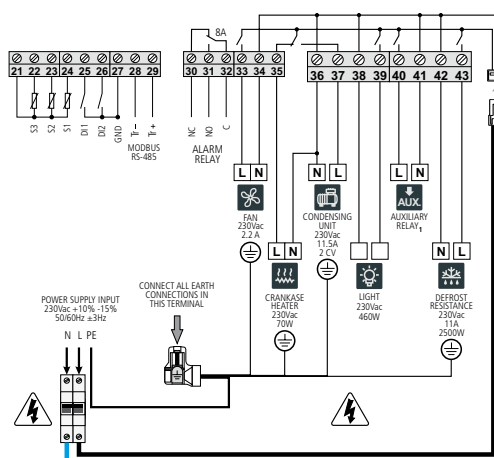 8A
21 22 23 24 25 26 27 28 29
30 31 32 33 34 35
36 37 38 39 40 41 42 43
S3 S2 S1 DI1 DI2 GND Tr- Tr+
MODBUS
RS-485
NC NO C
ALARM
RELAY
L N
N L
L N
N L
FAN
230Vac
2.2 A
CONDENSING
UNIT
230Vac
11.5A
2 CV
AUX.
AUXILIARY
RELAY1
L N
CRANKASE
HEATER
230Vac
70W
LIGHT
230Vac
460W
DEFROST
RESISTANCE
230Vac
11A
2500W
CONNECT ALL EARTH
CONNECTIONS IN
THIS TERMINAL
POWER SUPPLY INPUT
230Vac +10% -15%
50/60Hz ±3Hz
N L PE